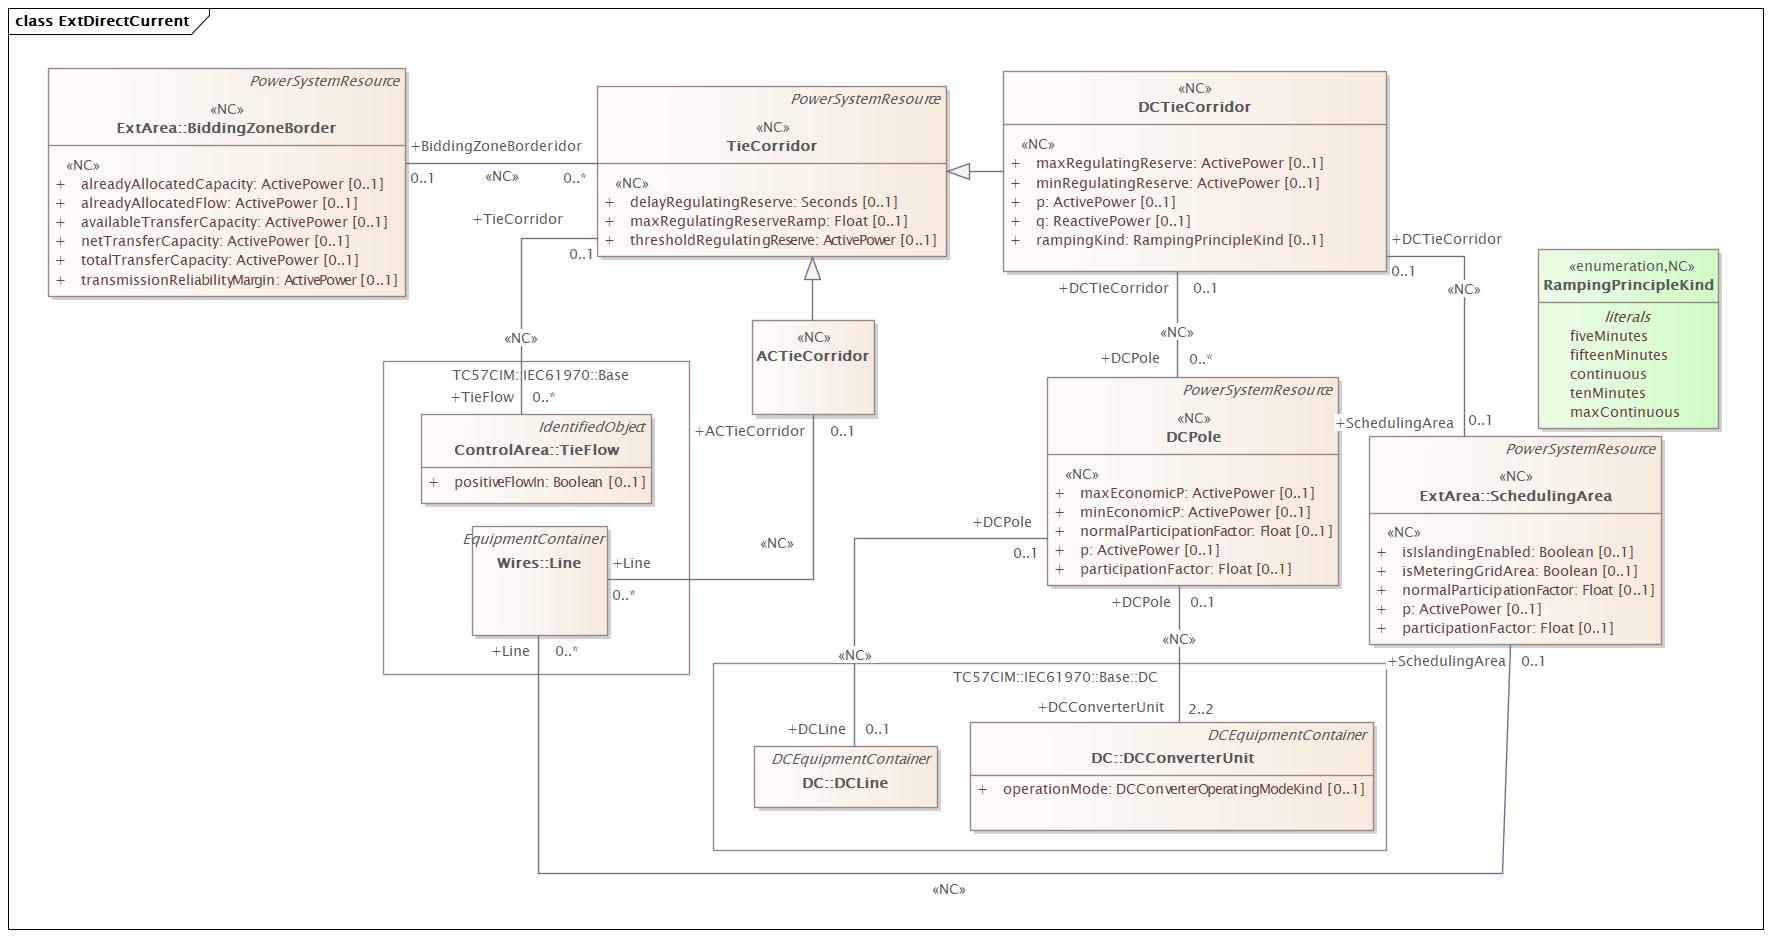 class ExtDirectCurrent
PowerSystemResource
«NC»
ExtArea::BiddingZoneBorder
«NC»
+ alreadyAllocatedCapacity: ActivePower [0..1]
+ alreadyAllocatedFlow: ActivePower [0..1]
+ availableTransferCapacity: ActivePower [0..1]
+ netTransferCapacity: ActivePower [0..1]
+ totalTransferCapacity: ActivePower [0..1]
+ transmissionReliabilityMargin: ActivePower [0..1]
+BiddingZoneBorderidor
0..1 «NC» 0..*
PowerSystemResource
«NC»
TieCorridor
«NC»
+ delayRegulatingReserve: Seconds [0..1]
+ maxRegulatingReserveRamp: Float [0..1]
+ thresholdRegulatingReserve: ActivePower [0..1]
«NC»
DCTieCorridor
«NC»
+ maxRegulatingReserve: ActivePower [0..1]
+ minRegulatingReserve: ActivePower [0..1]
+ p: ActivePower [0..1]
+ q: ReactivePower [0..1]
+ rampingKind: RampingPrincipleKind [0..1]
+DCTieCorridor
0..1
«NC»
«enumeration,NC»
RampingPrincipleKind
literals
fiveMinutes
fifteenMinutes
continuous
tenMinutes
maxContinuous
+TieCorridor
0..1
«NC»
+DCTieCorridor 0..1
«NC»
+DCPole 0..*
«NC»
ACTieCorridor
+ACTieCorridor 0..1
TC57CIM::IEC61970::Base
+TieFlow 0..*
IdentifiedObject
ControlArea::TieFlow
+ positiveFlowIn: Boolean [0..1]
EquipmentContainer
Wires::Line
+Line
0..*
«NC»
+Line 0..*
PowerSystemResource
«NC»
DCPole
«NC»
+ maxEconomicP: ActivePower [0..1]
+ minEconomicP: ActivePower [0..1]
+ normalParticipationFactor: Float [0..1]
+ p: ActivePower [0..1]
+ participationFactor: Float [0..1]
+SchedulingArea 0..1
PowerSystemResource
«NC»
ExtArea::SchedulingArea
«NC»
+ isIslandingEnabled: Boolean [0..1]
+ isMeteringGridArea: Boolean [0..1]
+ normalParticipationFactor: Float [0..1]
+ p: ActivePower [0..1]
+ participationFactor: Float [0..1]
+SchedulingArea 0..1
+DCPole
0..1
«NC»
+DCPole 0..1
«NC»
TC57CIM::IEC61970::Base::DC
+DCConverterUnit 2..2
+DCLine 0..1
DCEquipmentContainer
DC::DCLine
DCEquipmentContainer
DC::DCConverterUnit
+ operationMode: DCConverterOperatingModeKind [0..1]
«NC»